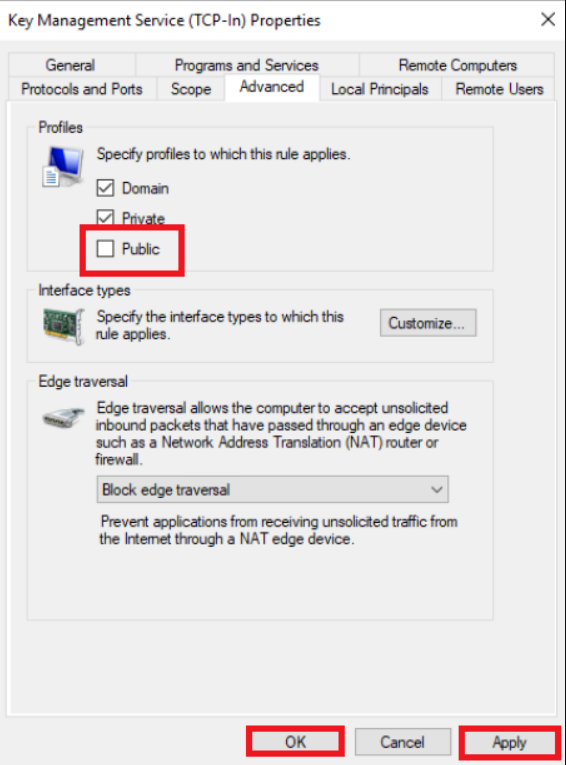 Key Management Service (TCP-In) Properties
General Programs and Services Remote Computers
Protocols and Ports Scope Advanced Local Principals Remote Users
Profiles
Specify profiles to which this rule applies.
Domain
Private
Public
Interface types
Specify the interface types to which this
rule applies.
Customize...
Edge traversal
Edge traversal allows the computer to accept unsolicited
inbound packets that have passed through an edge device
such as a Network Address Translation (NAT) router or
firewall.
Block edge traversal
Prevent applications from receiving unsolicited traffic from
the Internet through a NAT edge device.
OK Cancel Apply